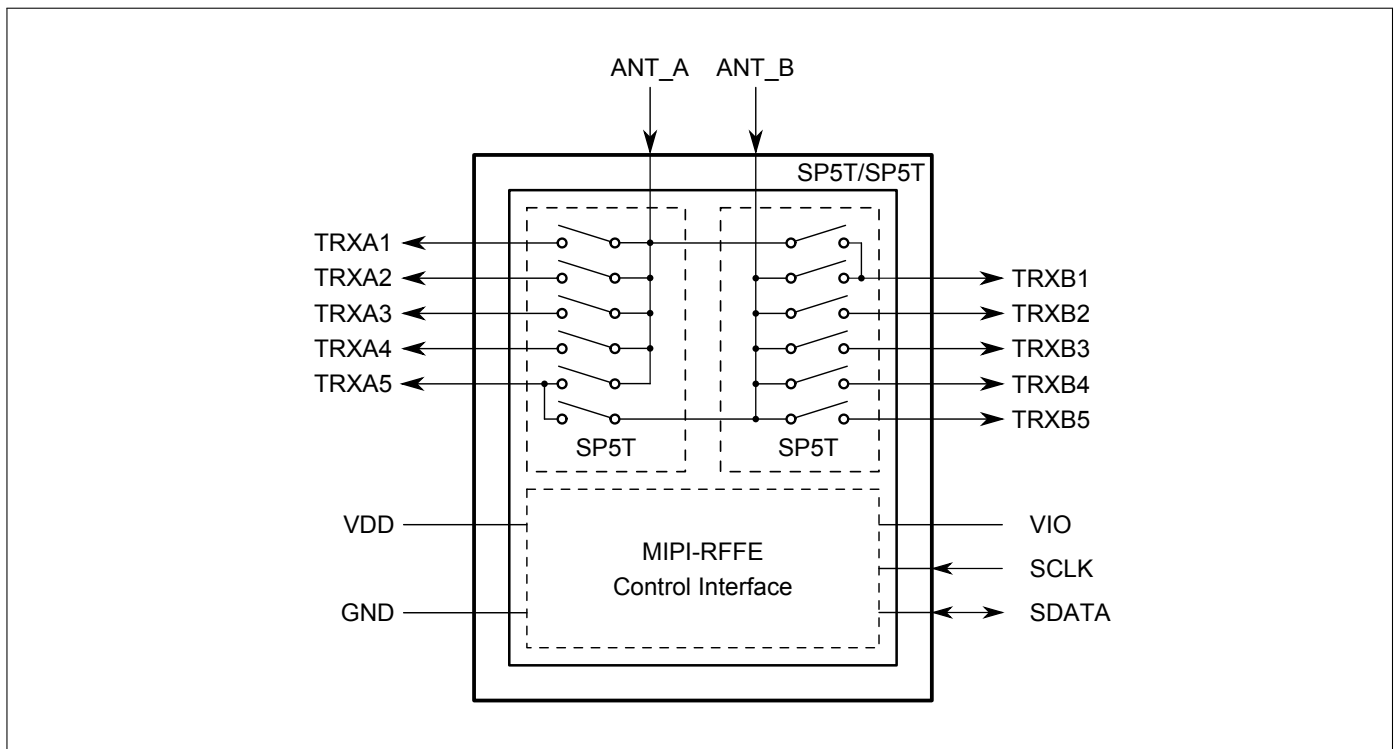 ANT_A ANT_B
SP5T/SP5T
TRXA1
TRXA2
TRXA3
TRXA4
TRXA5
TRXB1
TRXB2
TRXB3
TRXB4
TRXB5
SP5T SP5T
VDD
GND
MIPI-RFFE
Control Interface
VIO
SCLK
SDATA